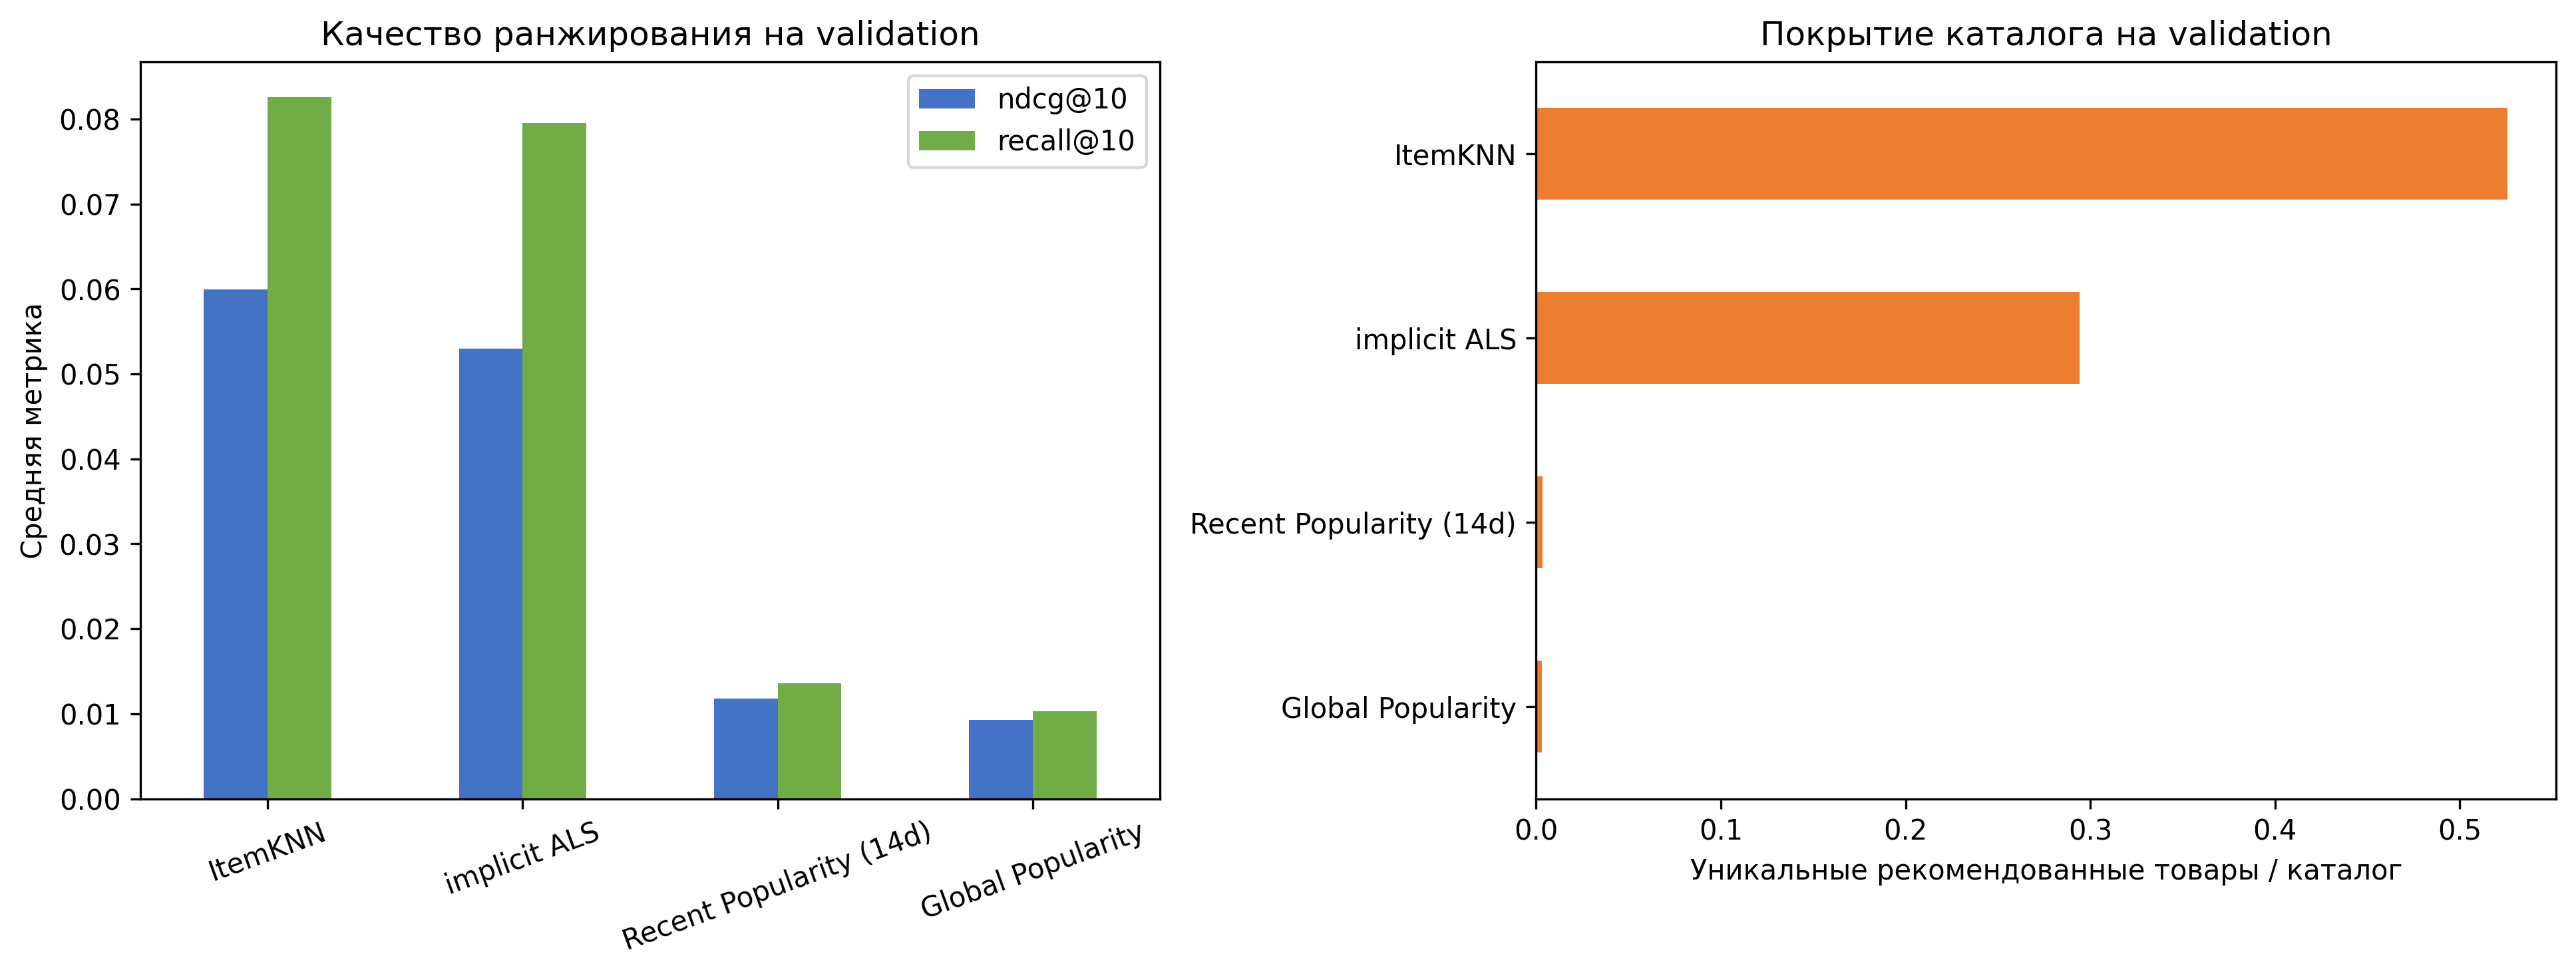 Качество ранжирования на validation
Средняя метрика
0.08
0.07
0.06
0.05
0.04
0.03
0.02
0.01
0.00
ndcg@10
recall@10
ItemKNN
implicit ALS
Recent Popularity (14d)
Global Popularity
Покрытие каталога на validation
ItemKNN
implicit ALS
Recent Popularity (14d)
Global Popularity
0.0 0.1 0.2 0.3 0.4 0.5
Уникальные рекомендованные товары / каталог